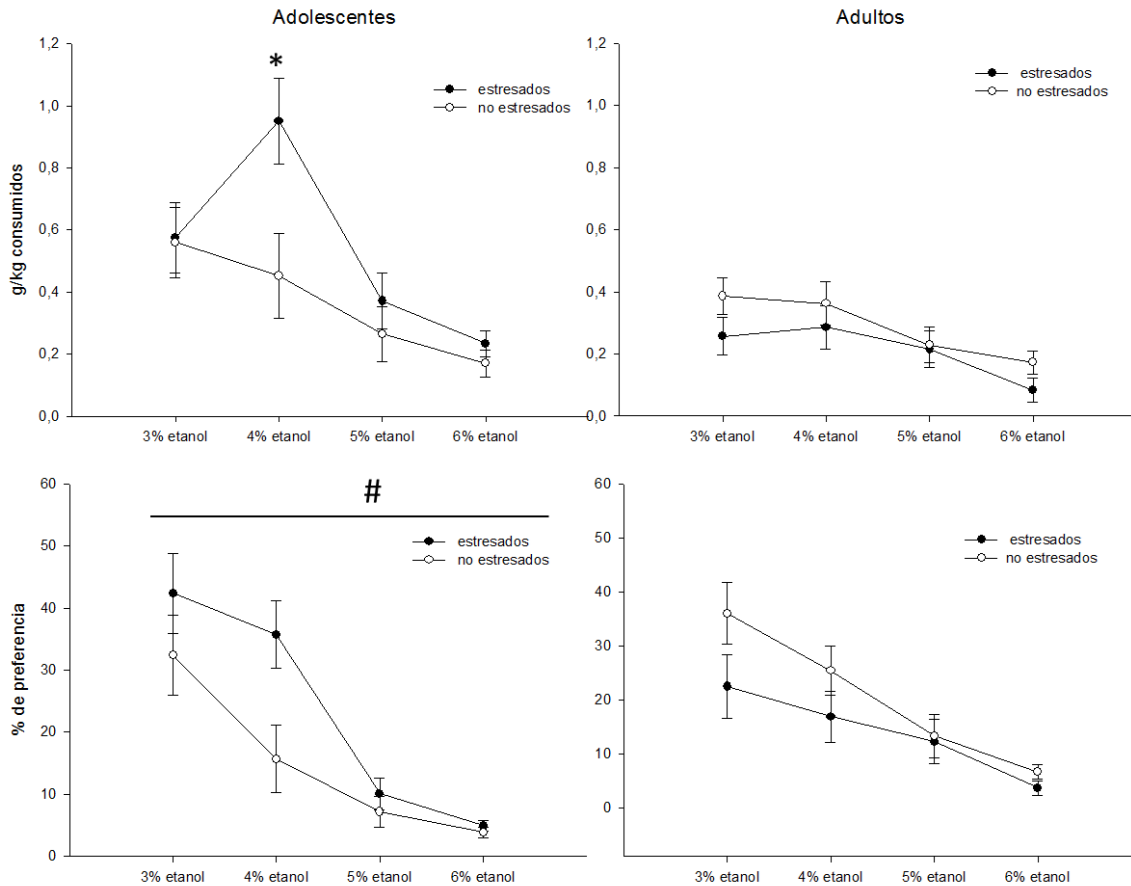 Adolescentes
Adultos
1,2
1,0
0,8
0,6
0,4
0,2
0,0
g/kg consumidos
*
estresados
no estresados
3% etanol 4% etanol 5% etanol 6% etanol
1,2
1,0
0,8
0,6
0,4
0,2
0,0
estresados
no estresados
3% etanol 4% etanol 5% etanol 6% etanol
60
50
40
30
20
10
0
% de preferencia
#
estresados
no estresados
3% etanol 4% etanol 5% etanol 6% etanol
60
50
40
30
20
10
0
estresados
no estresados
3% etanol 4% etanol 5% etanol 6% etanol